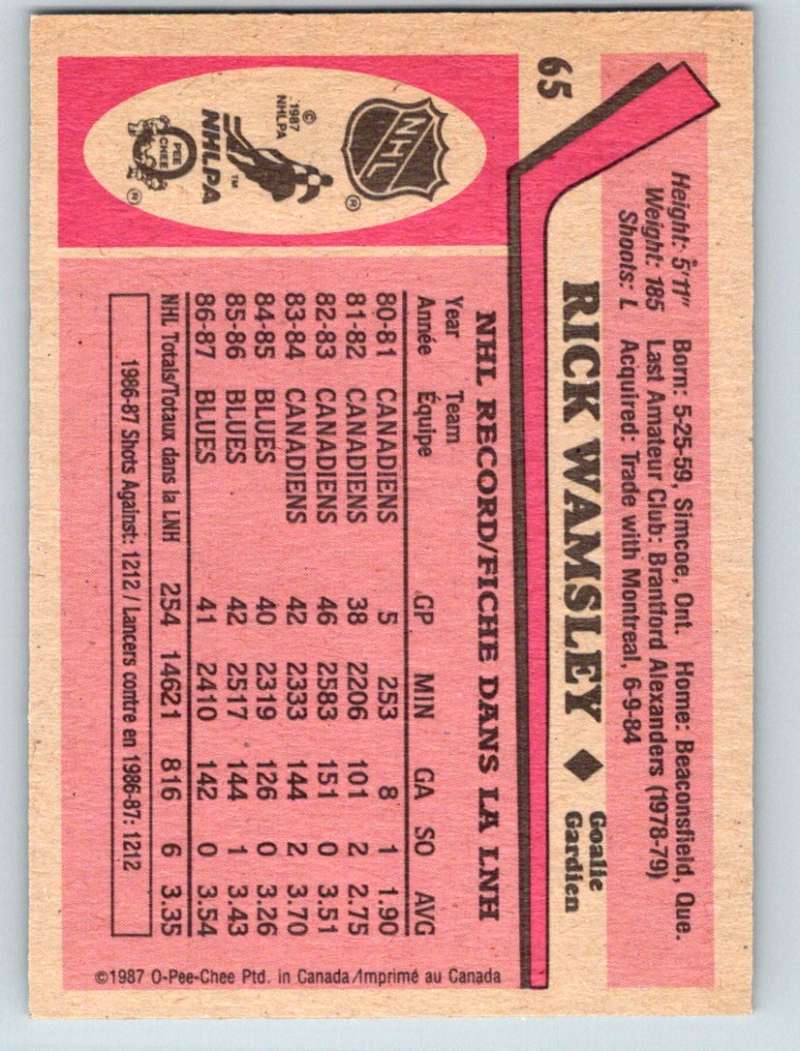 65
Height: 5'11" Born: 5-25-59, Simcoe, Ont. Home: Beaconsfield, Que.
Weight: 185 Last Amateur Club: Brantford Alexanders (1978-79)
Shoots: L Acquired: Trade with Montreal, 6-9-84
RICK WAMSLEY ◆ Goalie
Gardien
NHL
®
©
1987
NHLPA
™
NHLPA
O PEE CHEE
®
NHL RECORD/FICHE DANS LA LNH
Year Team GP MIN GA SO AVG
Année Équipe
80-81 CANADIENS 5 253 8 1 1.90
81-82 CANADIENS 38 2206 101 2 2.75
82-83 CANADIENS 46 2583 151 0 3.51
83-84 CANADIENS 42 2333 144 2 3.70
84-85 BLUES 40 2319 126 0 3.26
85-86 BLUES 42 2517 144 1 3.43
86-87 BLUES 41 2410 142 0 3.54
NHL Totals/Totaux dans la LNH 254 14621 816 6 3.35
1986-87 Shots Against: 1212 / Lancers contre en 1986-87: 1212
©1987 O-Pee-Chee Ptd. in Canada/Imprimé au Canada